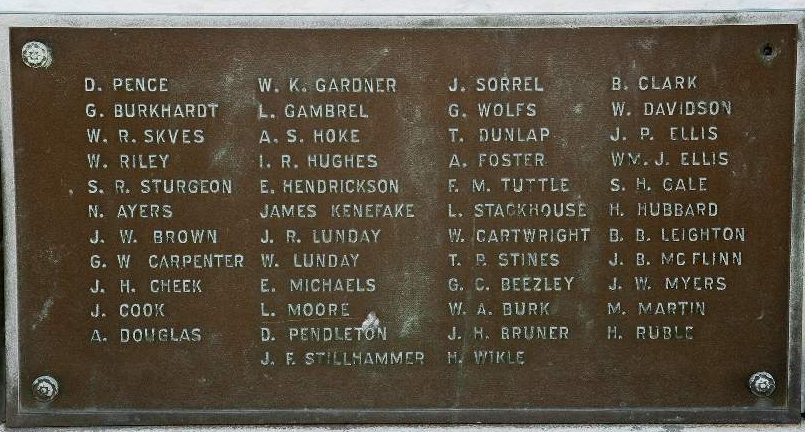 D. PENCE
G. BURKHARDT
W. R. SKVES
W. RILEY
S. R. STURGEON
N. AYERS
J. W. BROWN
G. W CARPENTER
J. H. CHEEK
J. COOK
A. DOUGLAS
W. K. GARDNER
L. GAMBREL
A. S. HOKE
I. R. HUGHES
E. HENDRICKSON
JAMES KENEFAKE
J. R. LUNDAY
W. LUNDAY
E. MICHAELS
L. MOORE
D. PENDLETON
J. F. STILLHAMMER
J. SORREL
G. WOLFS
T. DUNLAP
A. FOSTER
F. M. TUTTLE
L. STACKHOUSE
W. CARTWRIGHT
T. P. STINES
G. C. BEEZLEY
W. A. BURK
J. H. BRUNER
H. WIKLE
B. CLARK
W. DAVIDSON
J. P. ELLIS
WM. J. ELLIS
S. H. GALE
H. HUBBARD
B. B. LEIGHTON
J. B. MCFLINN
J. W. MYERS
M. MARTIN
H. RUBLE